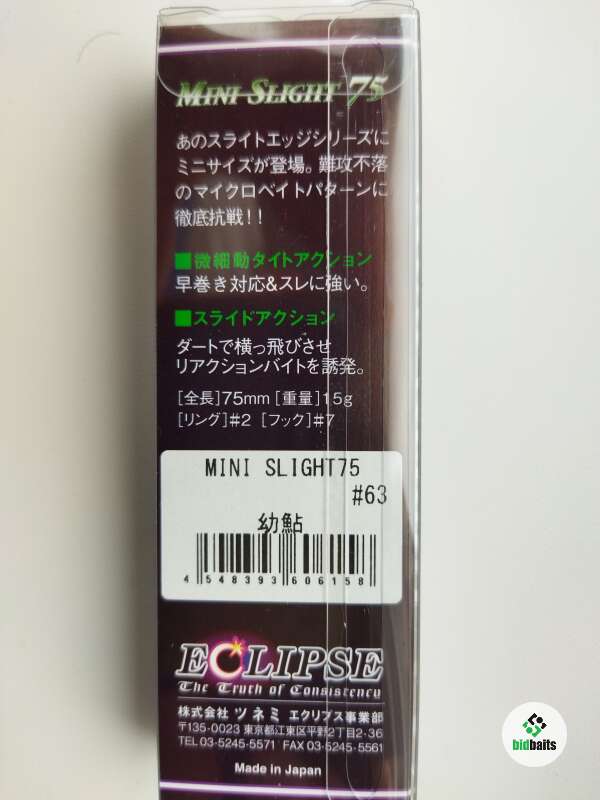 MINI SLIGHT 75
あのスライトエッジシリーズに
ミニサイズが登場。難攻不落
のマイクロベイトパターンに
徹底抗戦!!
■微細動タイトアクション
早巻き対応&スレに強い。
■スライドアクション
ダートで横っ飛びさせ
リアクションバイトを誘発。
[全長]75mm [重量]15g
[リング]#2 [フック]#7
MINI SLIGHT75
#63
幼鮎
4 548393 606158
ECLIPSE
The Truth of Consistency
株式会社 ツネミ エクリプス事業部
〒135-0023 東京都江東区平野2丁目2-36
TEL 03-5245-5571 FAX 03-5245-5561
Made in Japan
bidbaits